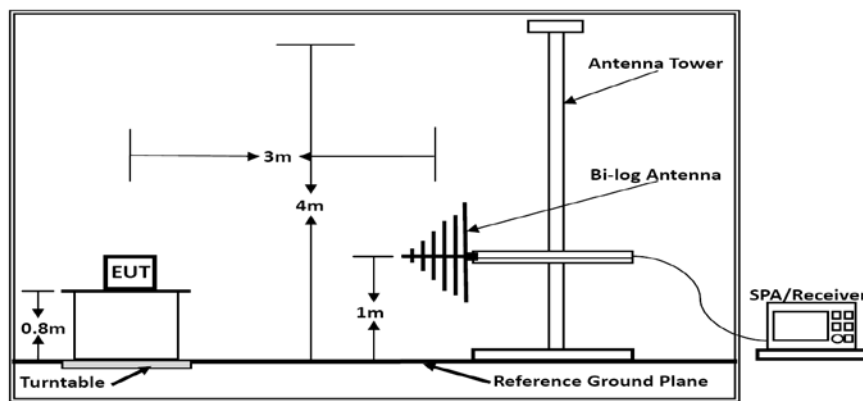 Antenna Tower
3m
Bi-log Antenna
4m
EUT
SPA/Receiver
0.8m
1m
Turntable
Reference Ground Plane